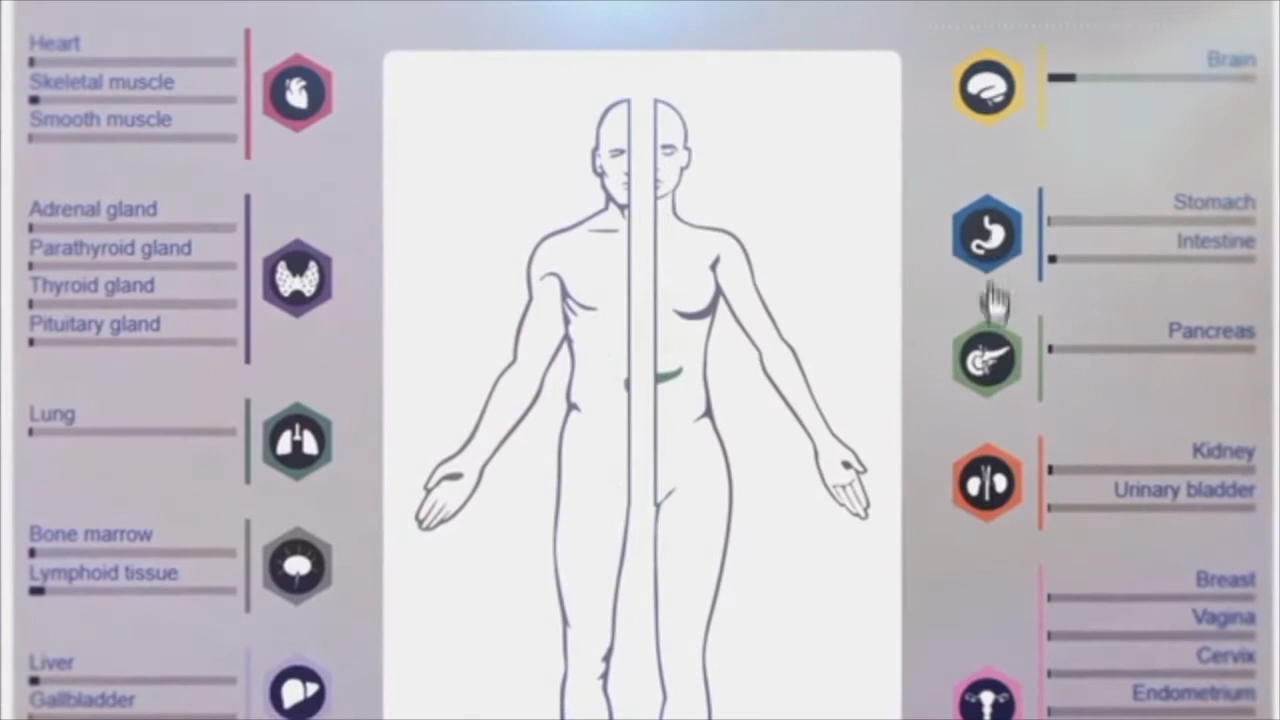 Heart
Skeletal muscle
Smooth muscle
Adrenal gland
Parathyroid gland
Thyroid gland
Pituitary gland
Lung
Bone marrow
Lymphoid tissue
Liver
Gallbladder
Brain
Stomach
Intestine
Pancreas
Kidney
Urinary bladder
Breast
Vagina
Cervix
Endometrium